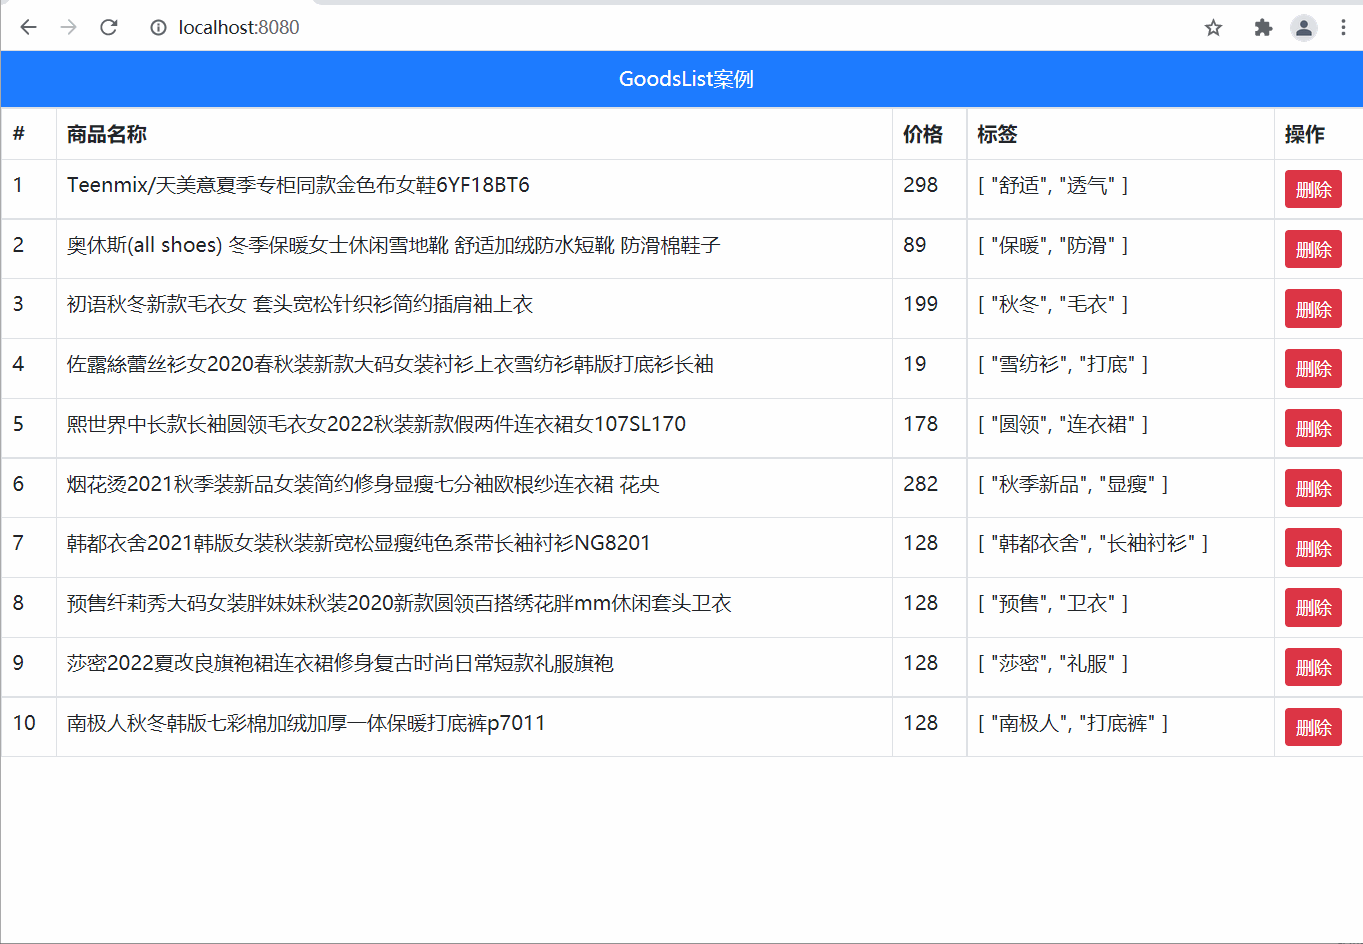 localhost:8080
GoodsList案例
# 商品名称 价格 标签 操作
1 Teenmix/天美意夏季专柜同款金色布女鞋6YF18BT6 298 [ "舒适", "透气" ] 删除
2 奥休斯(all shoes) 冬季保暖女士休闲雪地靴 舒适加绒防水短靴 防滑棉鞋子 89 [ "保暖", "防滑" ] 删除
3 初语秋冬新款毛衣女 套头宽松针织衫简约插肩袖上衣 199 [ "秋冬", "毛衣" ] 删除
4 佐露絲蕾丝衫女2020春秋装新款大码女装衬衫上衣雪纺衫韩版打底衫长袖 19 [ "雪纺衫", "打底" ] 删除
5 熙世界中长款长袖圆领毛衣女2022秋装新款假两件连衣裙女107SL170 178 [ "圆领", "连衣裙" ] 删除
6 烟花烫2021秋季装新品女装简约修身显瘦七分袖欧根纱连衣裙 花央 282 [ "秋季新品", "显瘦" ] 删除
7 韩都衣舍2021韩版女装秋装新宽松显瘦纯色系带长袖衬衫NG8201 128 [ "韩都衣舍", "长袖衬衫" ] 删除
8 预售纤莉秀大码女装胖妹妹秋装2020新款圆领百搭绣花胖mm休闲套头卫衣 128 [ "预售", "卫衣" ] 删除
9 莎密2022夏改良旗袍裙连衣裙修身复古时尚日常短款礼服旗袍 128 [ "莎密", "礼服" ] 删除
10 南极人秋冬韩版七彩棉加绒加厚一体保暖打底裤p7011 128 [ "南极人", "打底裤" ] 删除